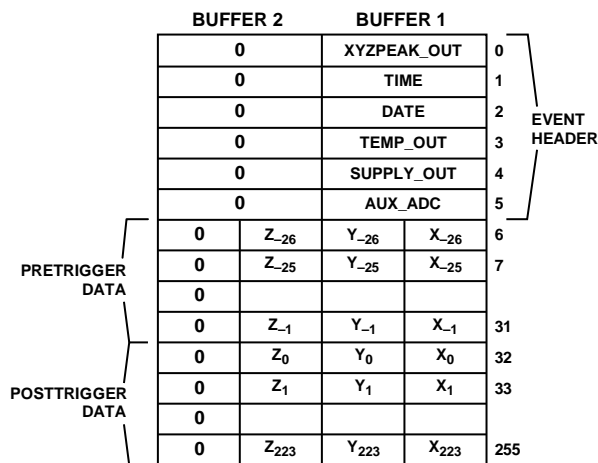 BUFFER 2 BUFFER 1
0 XYZPEAK_OUT 0
0 TIME 1
0 DATE 2
EVENT HEADER
0 TEMP_OUT 3
0 SUPPLY_OUT 4
0 AUX_ADC 5
0 Z–26 Y–26 X–26 6
PRETRIGGER DATA
0 Z–25 Y–25 X–25 7
0
0 Z–1 Y–1 X–1 31
0 Z0 Y0 X0 32
POSTTRIGGER DATA
0 Z1 Y1 X1 33
0
0 Z223 Y223 X223 255